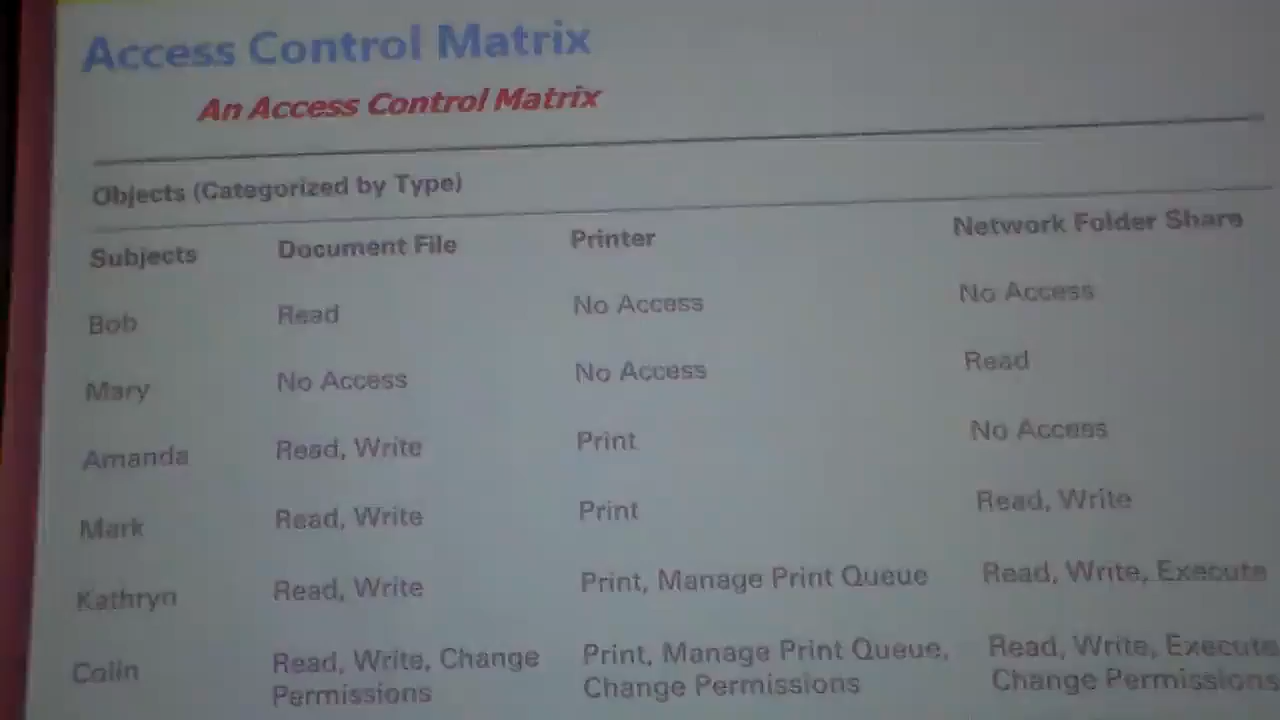 Access Control Matrix
An Access Control Matrix
Objects (Categorized by Type)
Subjects Document File Printer Network Folder Share
Bob Read No Access No Access
Mary No Access No Access Read
Amanda Read, Write Print No Access
Mark Read, Write Print Read, Write
Kathryn Read, Write Print, Manage Print Queue Read, Write, Execute
Colin Read, Write, Change Print, Manage Print Queue, Read, Write, Execute
Permissions Change Permissions Change Permissions